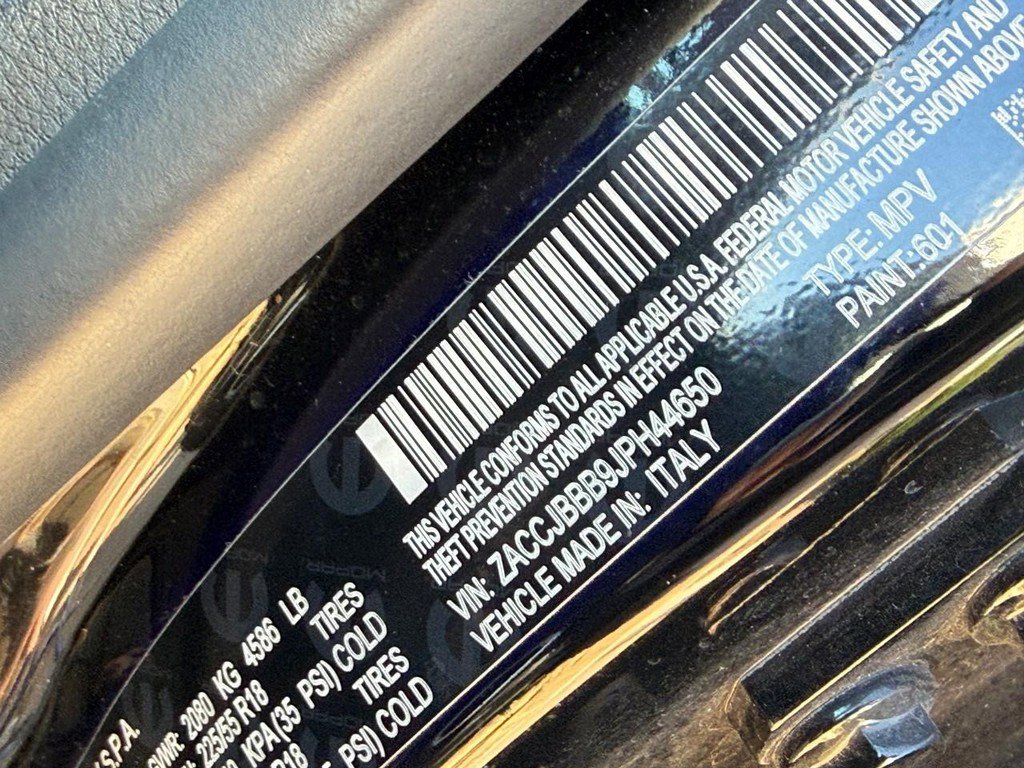 S.P.A.
GVWR: 2080 KG 4586 LB
225/55 R18 TIRES
KPA(35 PSI) COLD
R18 TIRES
PSI) COLD
THIS VEHICLE CONFORMS TO ALL APPLICABLE U.S.A. FEDERAL MOTOR VEHICLE SAFETY AND
THEFT PREVENTION STANDARDS IN EFFECT ON THE DATE OF MANUFACTURE SHOWN ABOVE
VIN: ZACCJBBB9JPH44650 TYPE: MPV
VEHICLE MADE IN: ITALY PAINT: 601
MOPAR